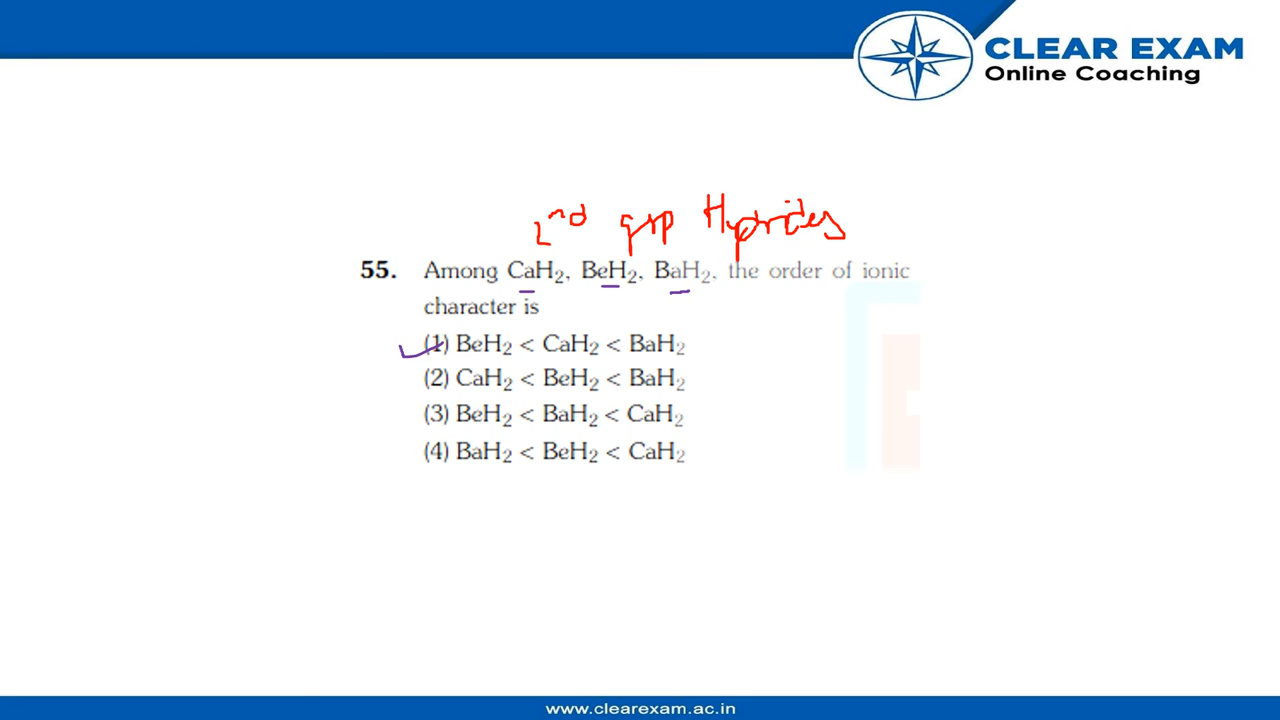 CLEAR EXAM
Online Coaching
2nd grp Hydrides
55. Among CaH₂, BeH₂, BaH₂, the order of ionic
character is
(1) BeH₂ < CaH₂ < BaH₂
(2) CaH₂ < BeH₂ < BaH₂
(3) BeH₂ < BaH₂ < CaH₂
(4) BaH₂ < BeH₂ < CaH₂
www.clearexam.ac.in